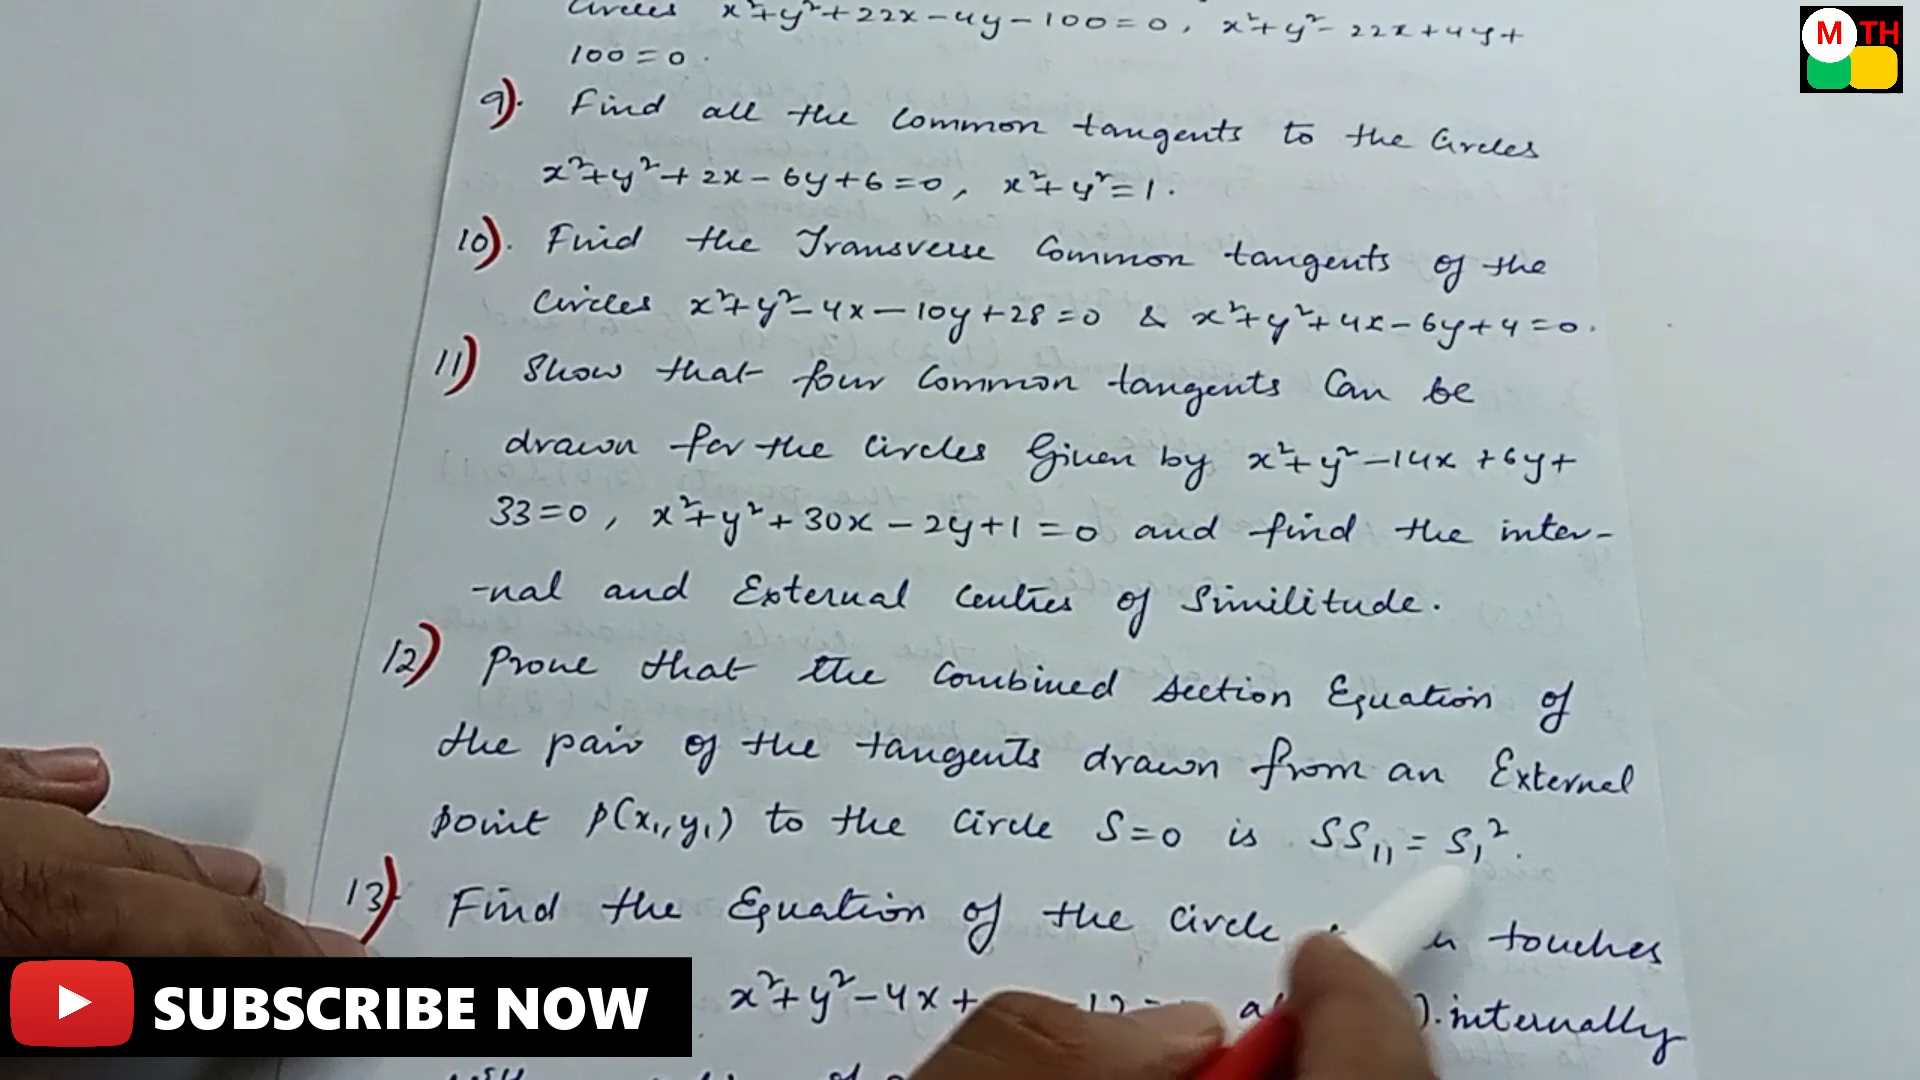 Circles x²+y²+22x-4y-100=0, x²+y²-22x+4y+
100=0.
M TH
9). Find all the Common tangents to the Circles
x²+y²+2x-6y+6=0, x²+y²=1.
10). Find the Transverse Common tangents of the
Circles x²+y²-4x-10y+28=0 & x²+y²+4x-6y+4=0.
11) Show that four Common tangents Can be
drawn for the Circles Given by x²+y²-14x+6y+
33=0, x²+y²+30x-2y+1=0 and find the inter-
-nal and External Centres of Similitude.
12) Prove that the Combined section Equation of
the pair of the tangents drawn from an External
point P(x₁,y₁) to the Circle S=0 is SS₁₁=S₁².
13) Find the Equation of the Circle touches
x²+y²-4x+ internally
SUBSCRIBE NOW